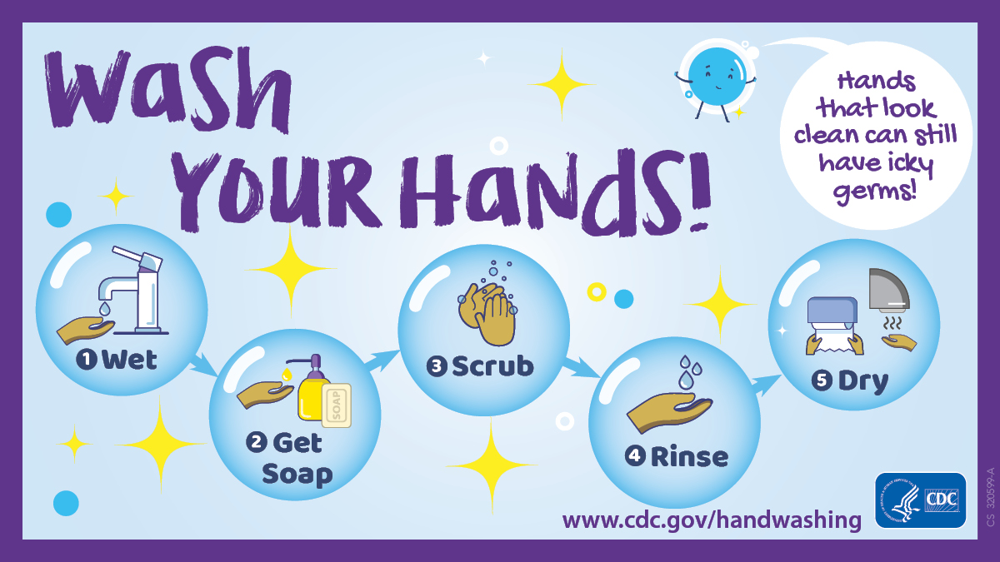 Wash
Your Hands!
Hands
that look
clean can still
have icky
germs!
1 Wet
2 Get
Soap
SOAP
3 Scrub
4 Rinse
5 Dry
www.cdc.gov/handwashing
CDC
CS 320599-A